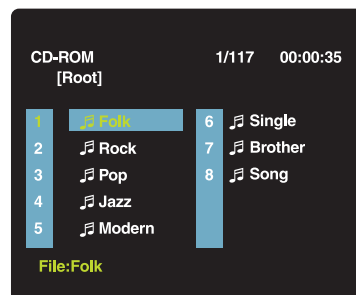 CD-ROM 1/117 00:00:35
[Root]
1 Folk 6 Single
2 Rock 7 Brother
3 Pop 8 Song
4 Jazz
5 Modern
File:Folk